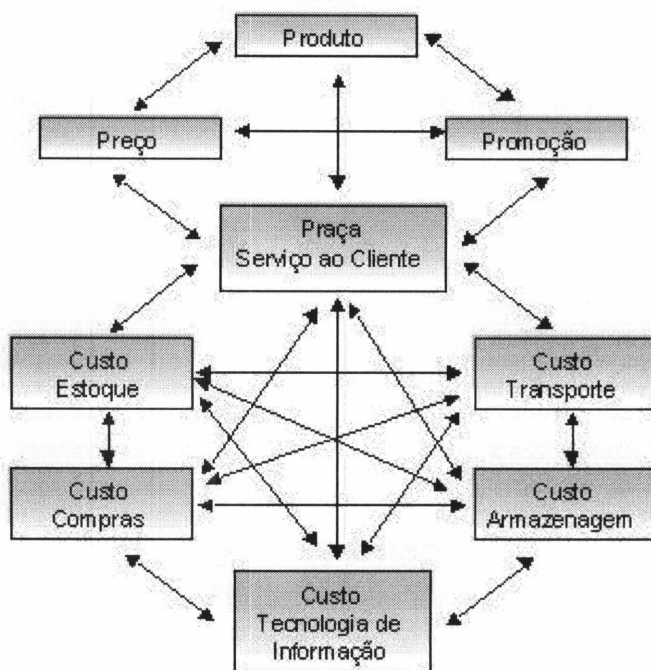 Produto
Preço
Promoção
Praça
Serviço ao Cliente
Custo
Estoque
Custo
Transporte
Custo
Compras
Custo
Armazenagem
Custo
Tecnologia de
Informação